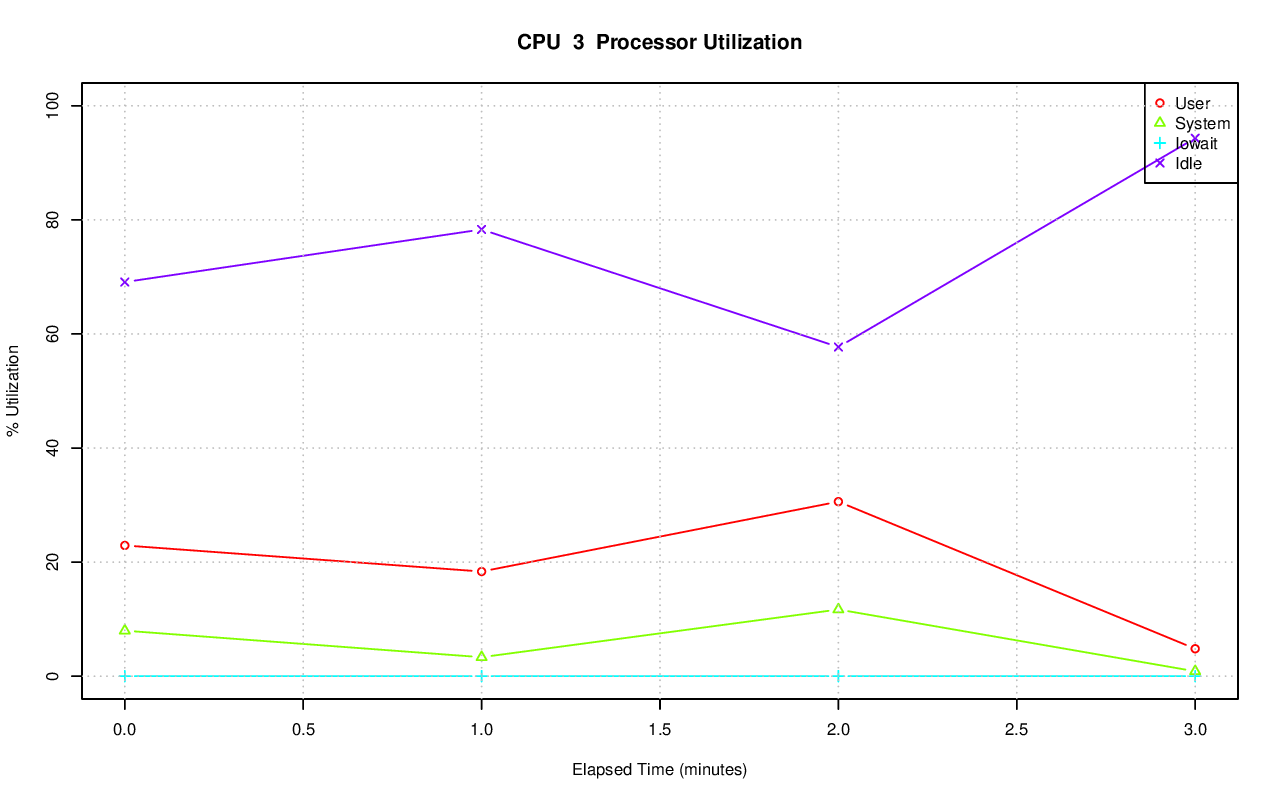 CPU  3  Processor Utilization
100
80
60
40
20
0
% Utilization
User
System
Iowait
Idle
0.0 0.5 1.0 1.5 2.0 2.5 3.0
Elapsed Time (minutes)